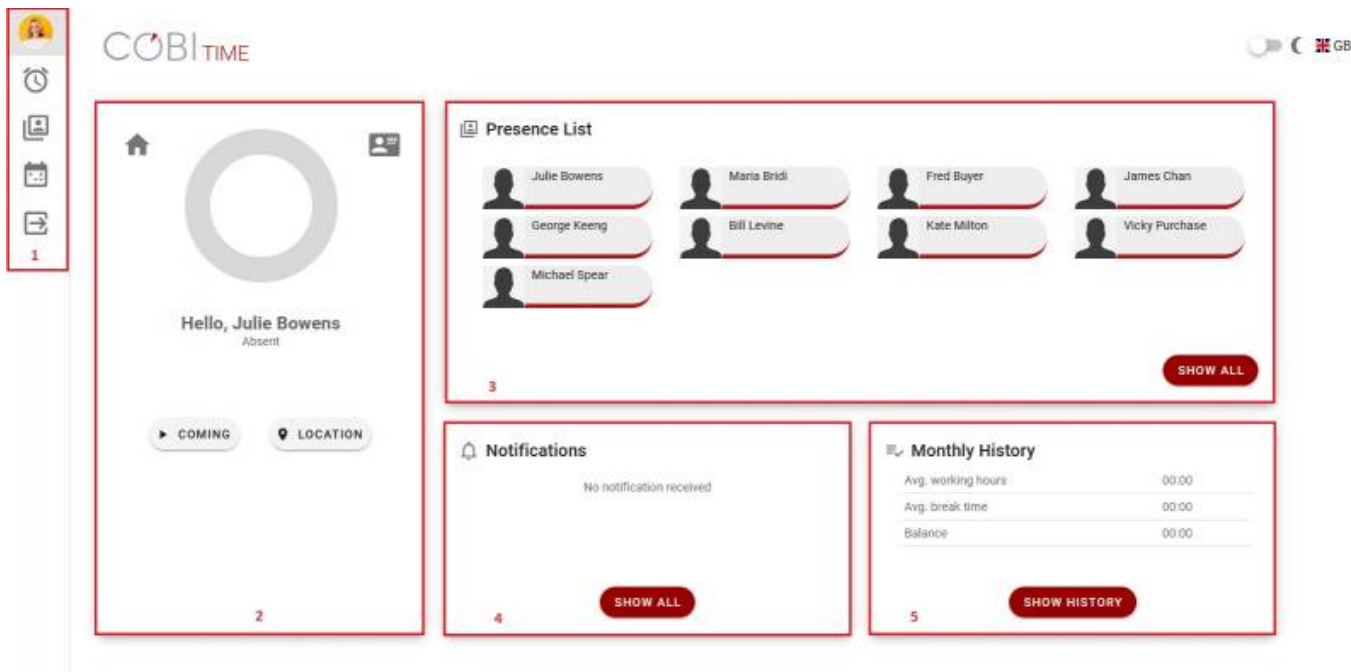 COBI TIME
GB
1
Hello, Julie Bowens
Absent
COMING
LOCATION
2
Presence List
Julie Bowens
Maria Bridi
Fred Buyer
James Chan
George Keeng
Bill Levine
Kate Milton
Vicky Purchase
Michael Spear
SHOW ALL
3
Notifications
No notification received
SHOW ALL
4
Monthly History
Avg. working hours 00:00
Avg. break time 00:00
Balance 00:00
SHOW HISTORY
5